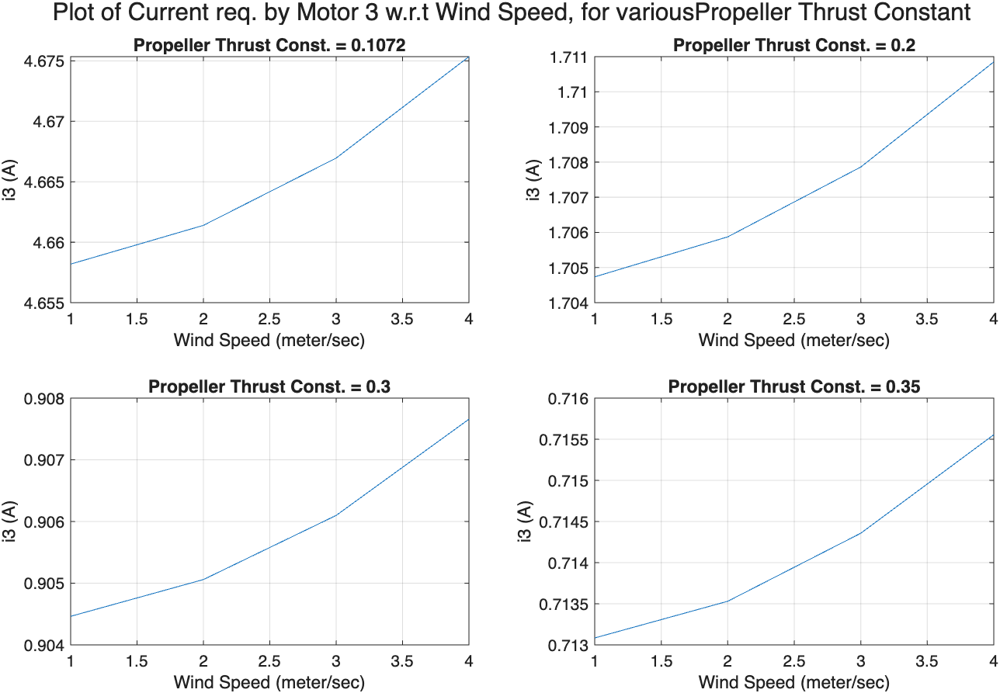 Plot of Current req. by Motor 3 w.r.t Wind Speed, for variousPropeller Thrust Constant
Propeller Thrust Const. = 0.1072
4.675
4.67
4.665
4.66
4.655
i3 (A)
1 1.5 2 2.5 3 3.5 4
Wind Speed (meter/sec)
Propeller Thrust Const. = 0.2
1.711
1.71
1.709
1.708
1.707
1.706
1.705
1.704
i3 (A)
1 1.5 2 2.5 3 3.5 4
Wind Speed (meter/sec)
Propeller Thrust Const. = 0.3
0.908
0.907
0.906
0.905
0.904
i3 (A)
1 1.5 2 2.5 3 3.5 4
Wind Speed (meter/sec)
Propeller Thrust Const. = 0.35
0.716
0.7155
0.715
0.7145
0.714
0.7135
0.713
i3 (A)
1 1.5 2 2.5 3 3.5 4
Wind Speed (meter/sec)